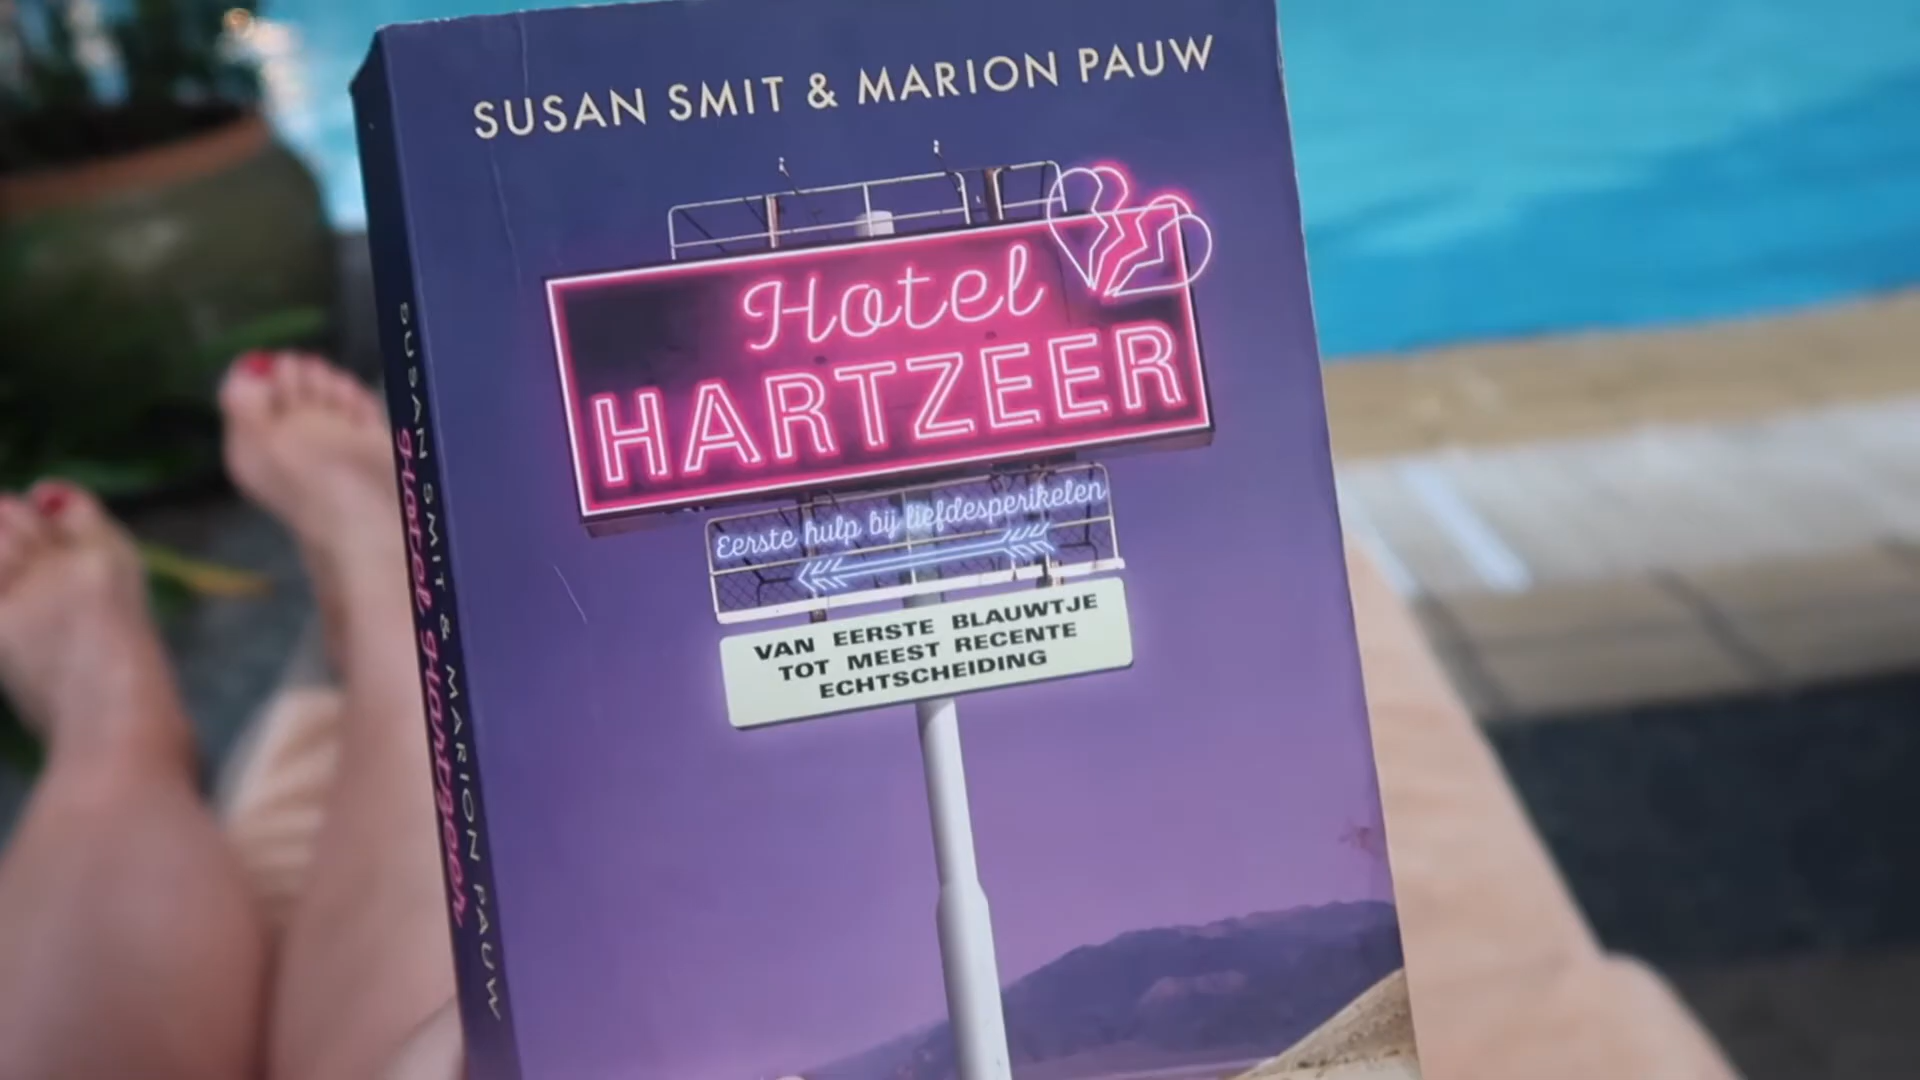 SUSAN SMIT & MARION PAUW
Hotel
HARTZEER
Eerste hulp bij liefdesperikelen
VAN EERSTE BLAUWTJE
TOT MEEST RECENTE
ECHTSCHEIDING
SUSAN SMIT & MARION PAUW
Hotel Hartzeer